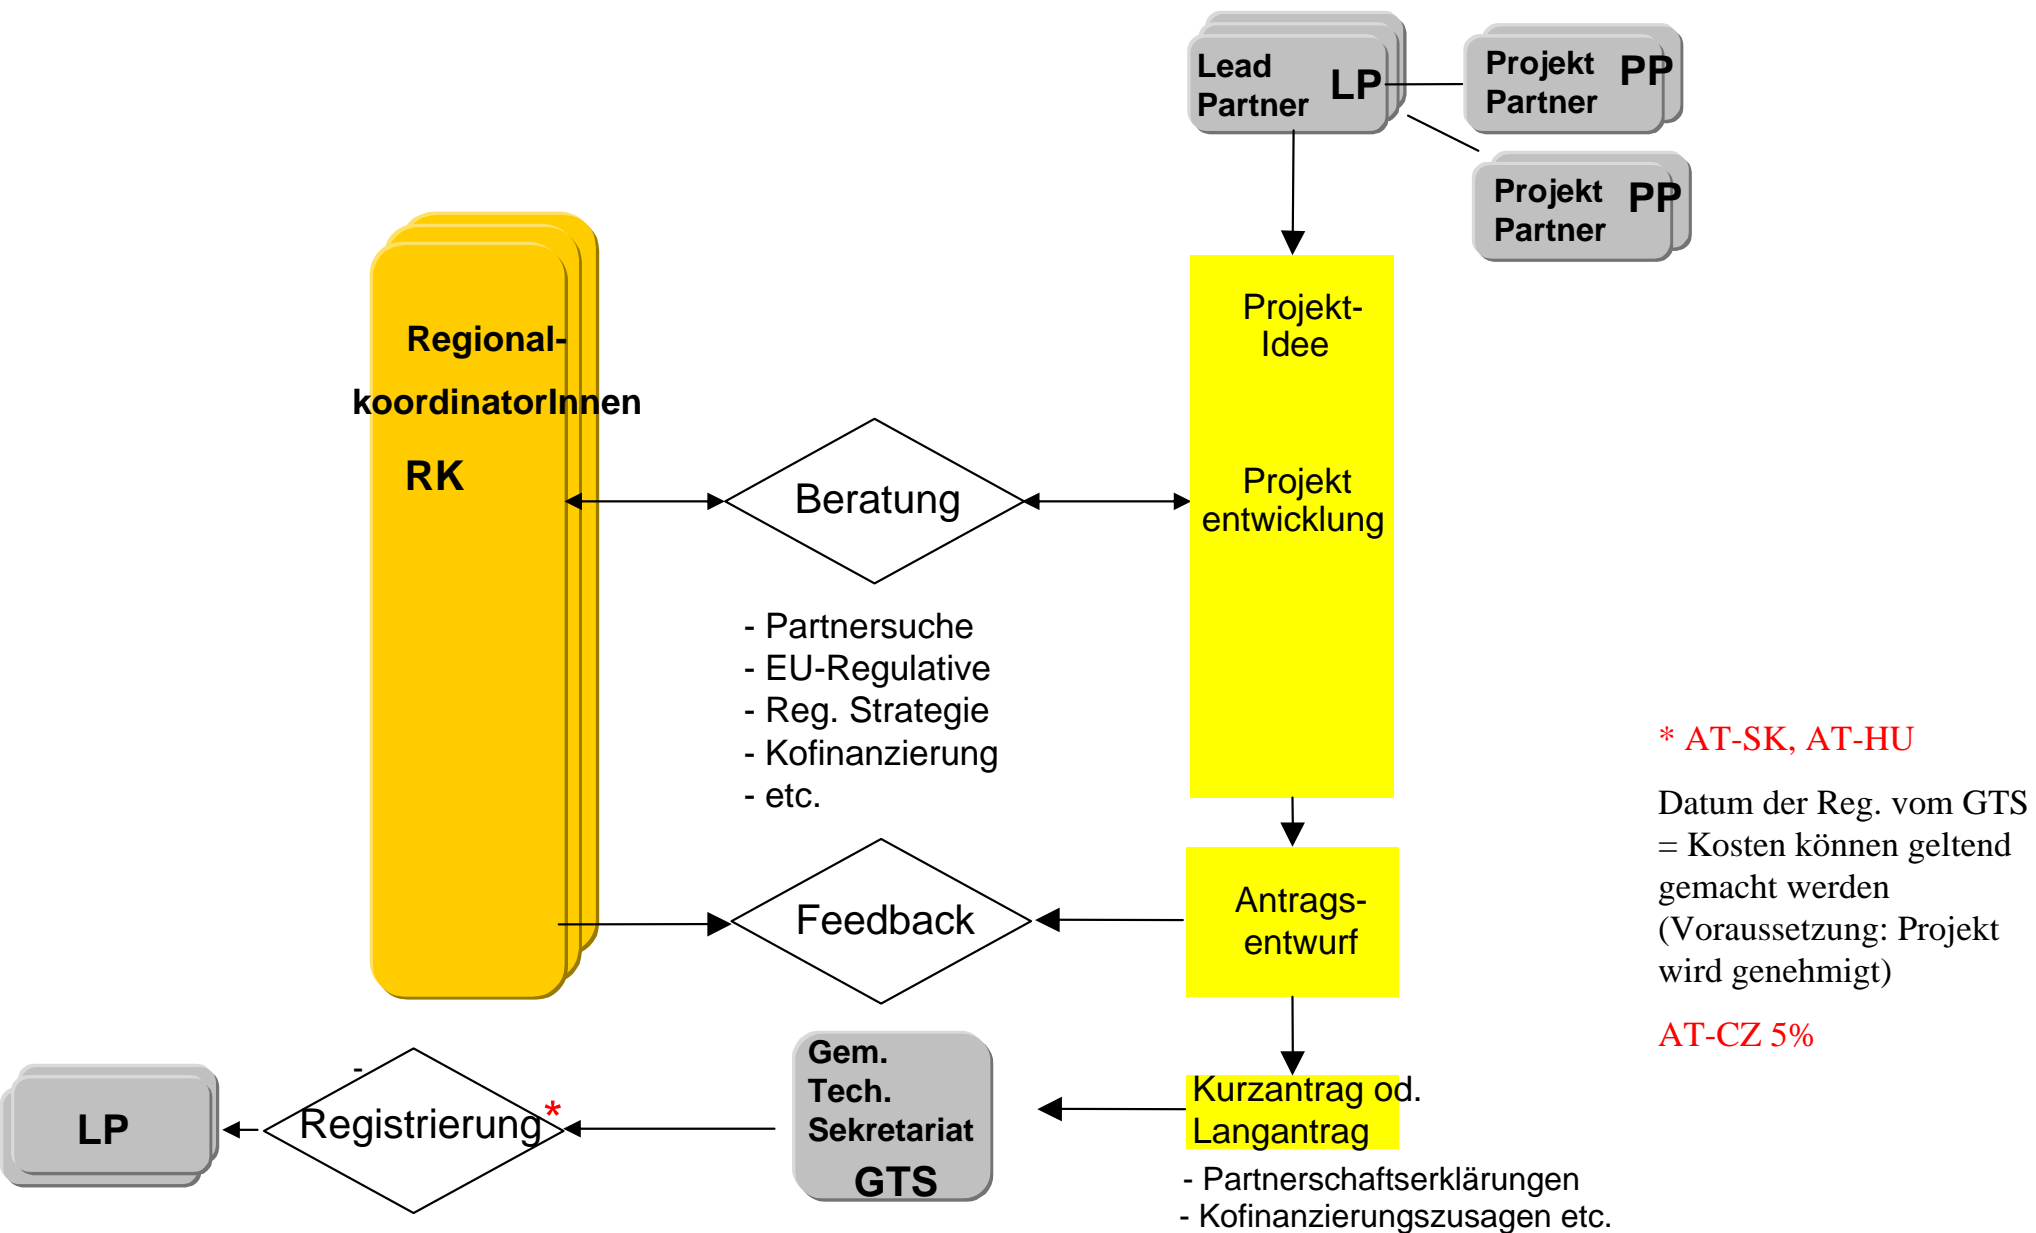 Lead
Partner LP
Projekt PP
Partner
Projekt PP
Partner
Regional-
koordinatorInnen
RK
Projekt-
Idee
Projekt
entwicklung
Beratung
- Partnersuche
- EU-Regulative
- Reg. Strategie
- Kofinanzierung
- etc.
Feedback
Antrags-
entwurf
* AT-SK, AT-HU
Datum der Reg. vom GTS
= Kosten können geltend
gemacht werden
(Voraussetzung: Projekt
wird genehmigt)
AT-CZ 5%
LP
-
Registrierung*
Gem.
Tech.
Sekretariat
GTS
Kurzantrag od.
Langantrag
- Partnerschaftserklärungen
- Kofinanzierungszusagen etc.